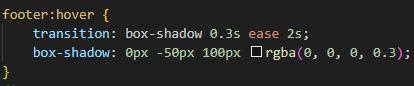 footer:hover {
    transition: box-shadow 0.3s ease 2s;
    box-shadow: 0px -50px 100px rgba(0, 0, 0, 0.3);
}